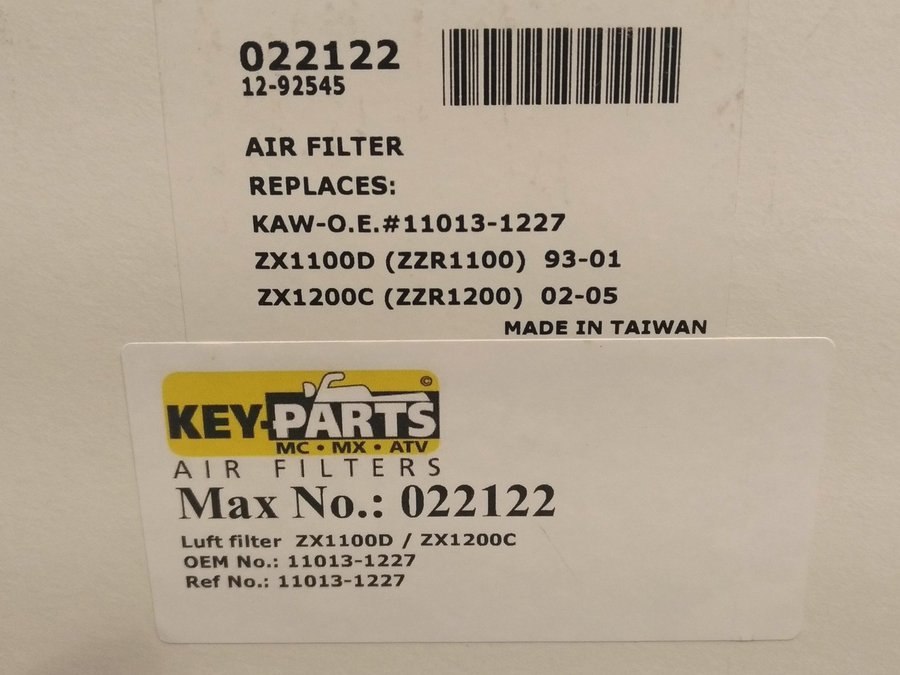 022122
12-92545
AIR FILTER
REPLACES:
KAW-O.E.#11013-1227
ZX1100D (ZZR1100) 93-01
ZX1200C (ZZR1200) 02-05
MADE IN TAIWAN
©
KEY-PARTS
MC • MX • ATV
AIR FILTERS
Max No.: 022122
Luft filter ZX1100D / ZX1200C
OEM No.: 11013-1227
Ref No.: 11013-1227